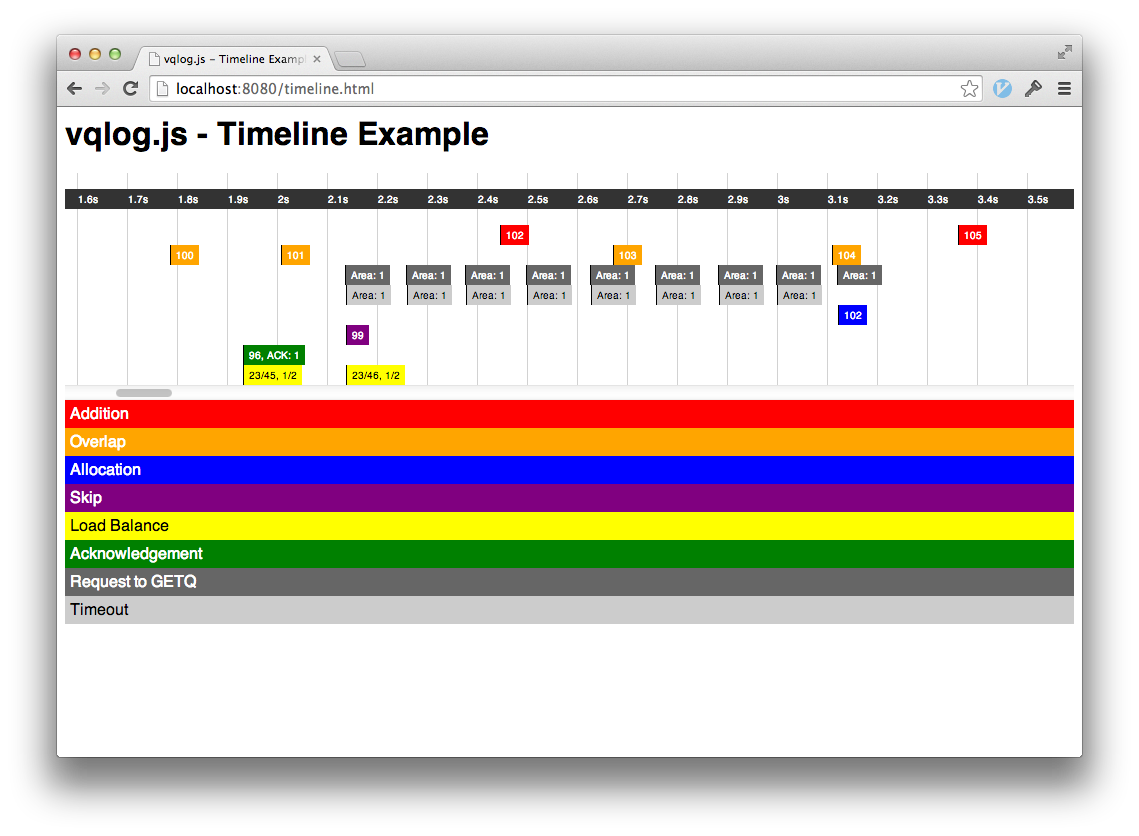 vqlog.js – Timeline Examp
localhost:8080/timeline.html
vqlog.js - Timeline Example
1.6s 1.7s 1.8s 1.9s 2s 2.1s 2.2s 2.3s 2.4s 2.5s 2.6s 2.7s 2.8s 2.9s 3s 3.1s 3.2s 3.3s 3.4s 3.5s
102 105
100 101 103 104
Area: 1 Area: 1 Area: 1 Area: 1 Area: 1 Area: 1 Area: 1 Area: 1 Area: 1
Area: 1 Area: 1 Area: 1 Area: 1 Area: 1 Area: 1 Area: 1 Area: 1
102
99
96, ACK: 1
23/45, 1/2 23/46, 1/2
Addition
Overlap
Allocation
Skip
Load Balance
Acknowledgement
Request to GETQ
Timeout